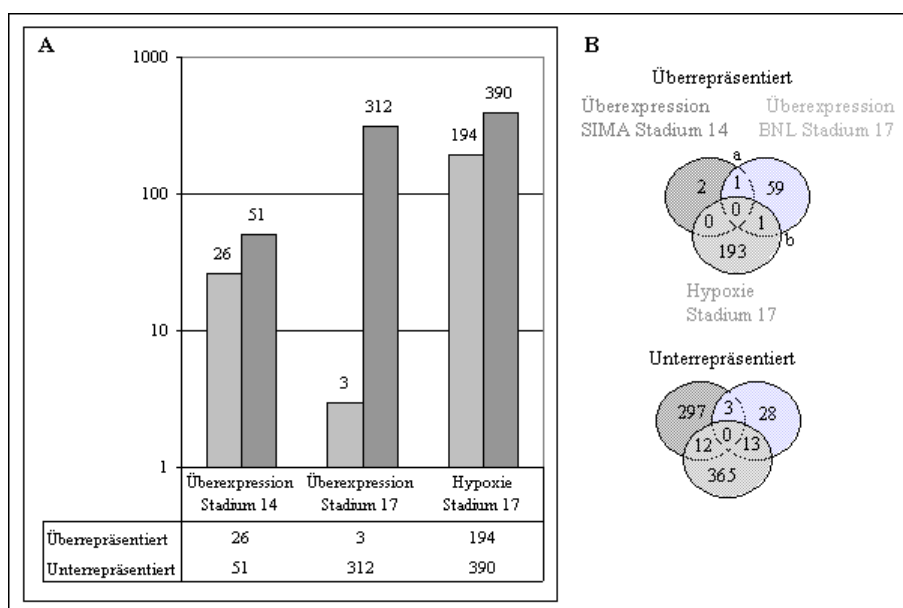 A
1000
100
10
1
26
51
3
312
194
390
Überexpression
Stadium 14
Überexpression
Stadium 17
Hypoxie
Stadium 17
Überrepräsentiert 26 3 194
Unterrepräsentiert 51 312 390
B
Überrepräsentiert
Überexpression
SIMA Stadium 14
Überexpression
BNL Stadium 17
a
2 1 59
0 0 1
b
193
Hypoxie
Stadium 17
Unterrepräsentiert
297 3 28
12 0 13
365